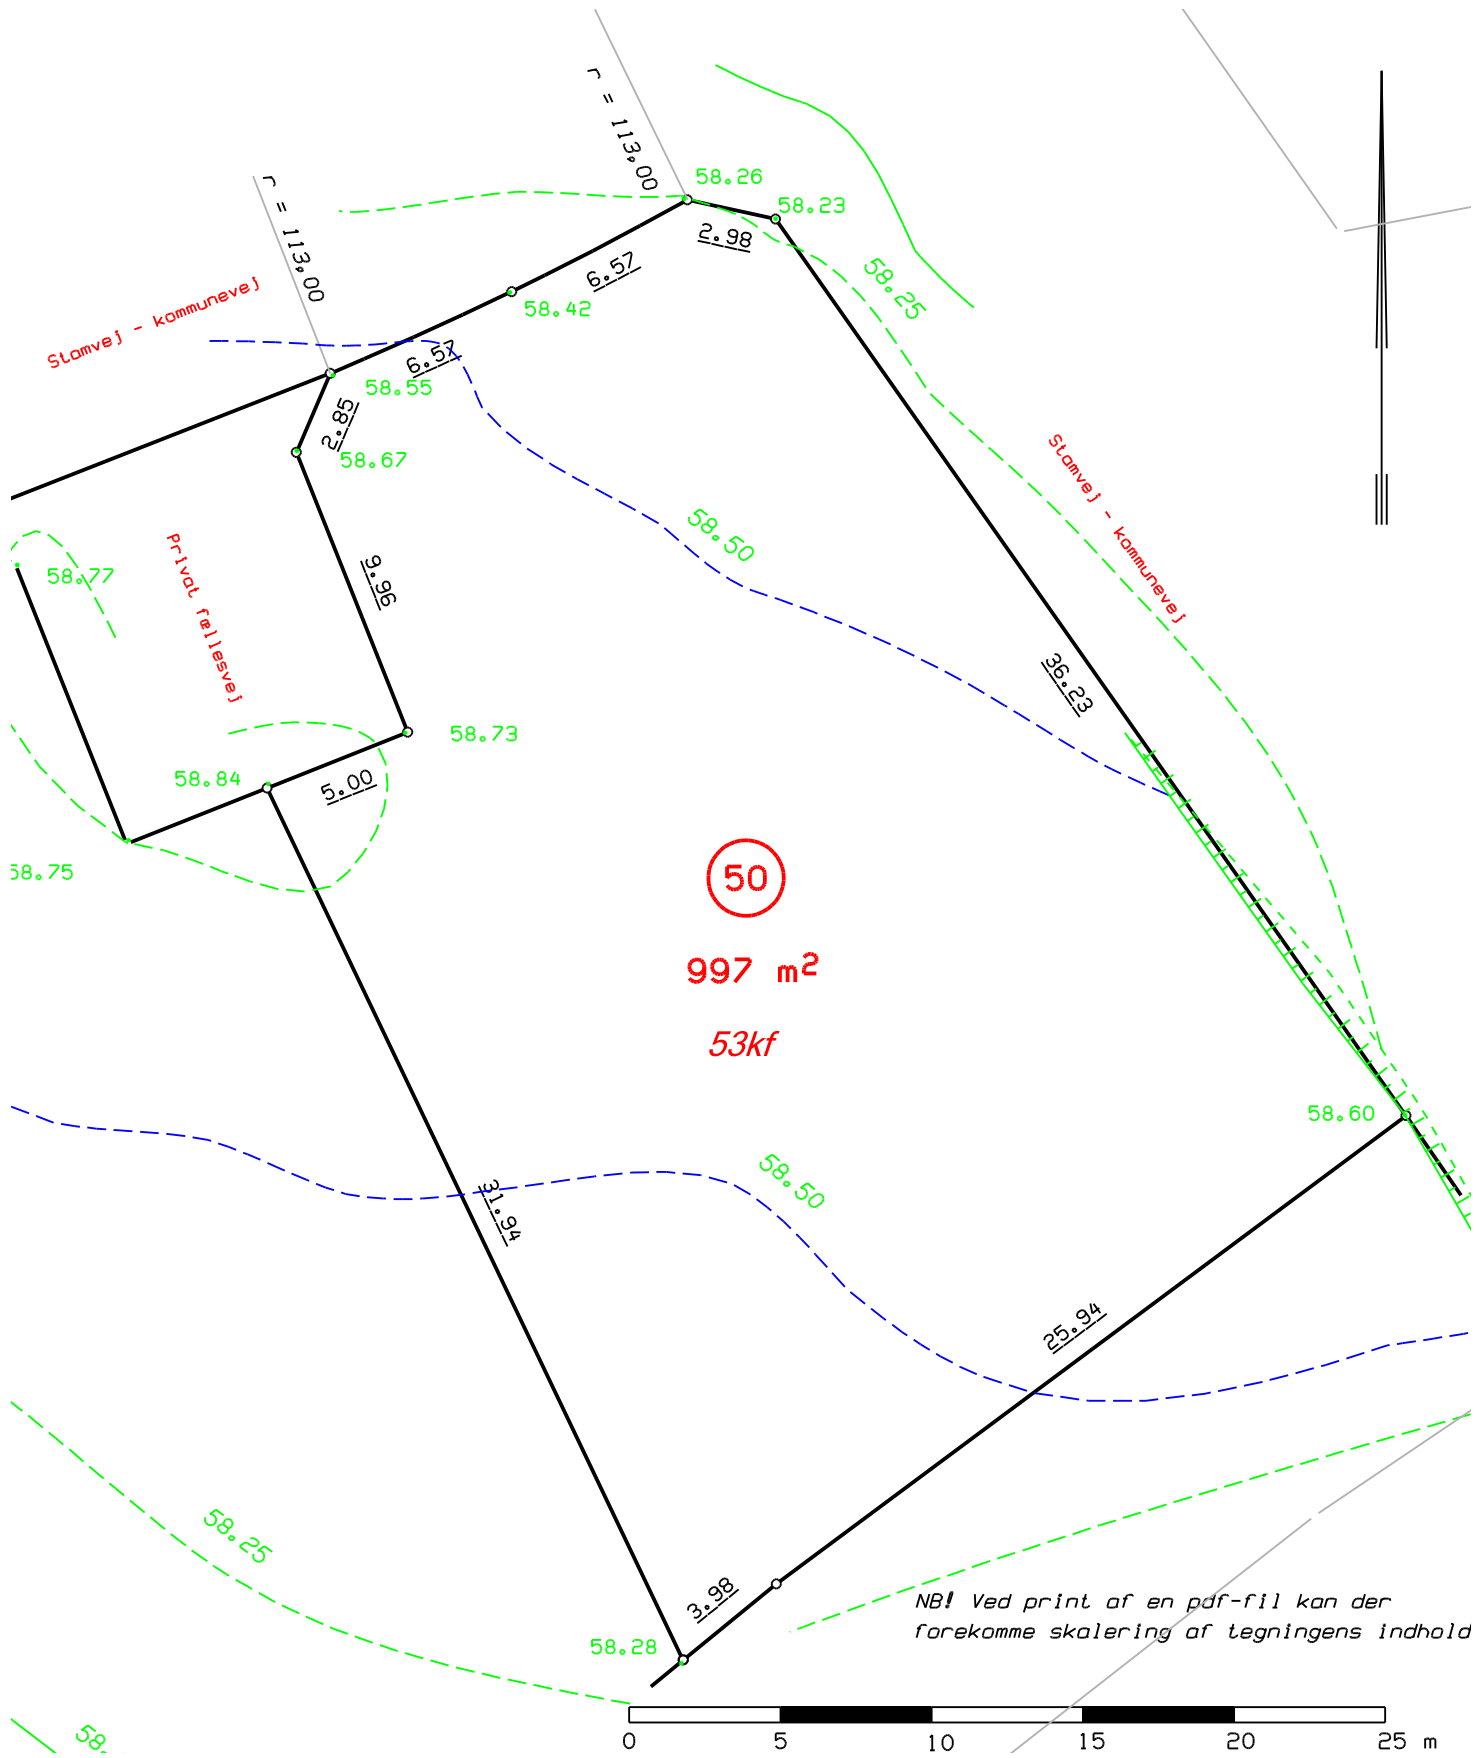 r = 113,00
r = 113,00
58.26
58.23
2.98
6.57
58.42
58.25
Stamvej - kommunevej
6.57
58.55
2.85
58.67
Stamvej - kommunevej
58.50
Privat fællesvej
58.77
9.96
36.23
58.73
58.84
5.00
58.75
50
997 m²
53kf
58.60
58.50
31.94
25.94
58.25
3.98
58.28
NB! Ved print af en pdf-fil kan der
forekomme skalering af tegningens indhold
58.
0 5 10 15 20 25 m